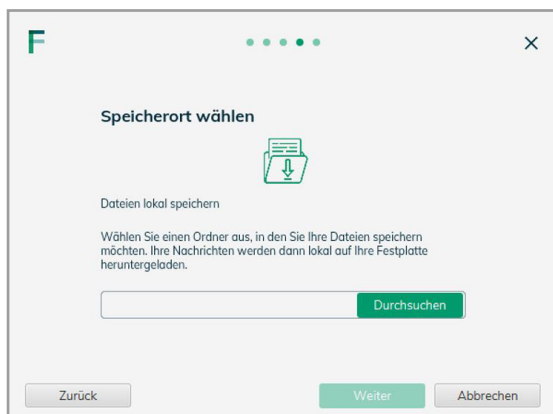 F
Speicherort wählen
Dateien lokal speichern
Wählen Sie einen Ordner aus, in den Sie Ihre Dateien speichern
möchten. Ihre Nachrichten werden dann lokal auf Ihre Festplatte
heruntergeladen.
Durchsuchen
Zurück
Weiter
Abbrechen